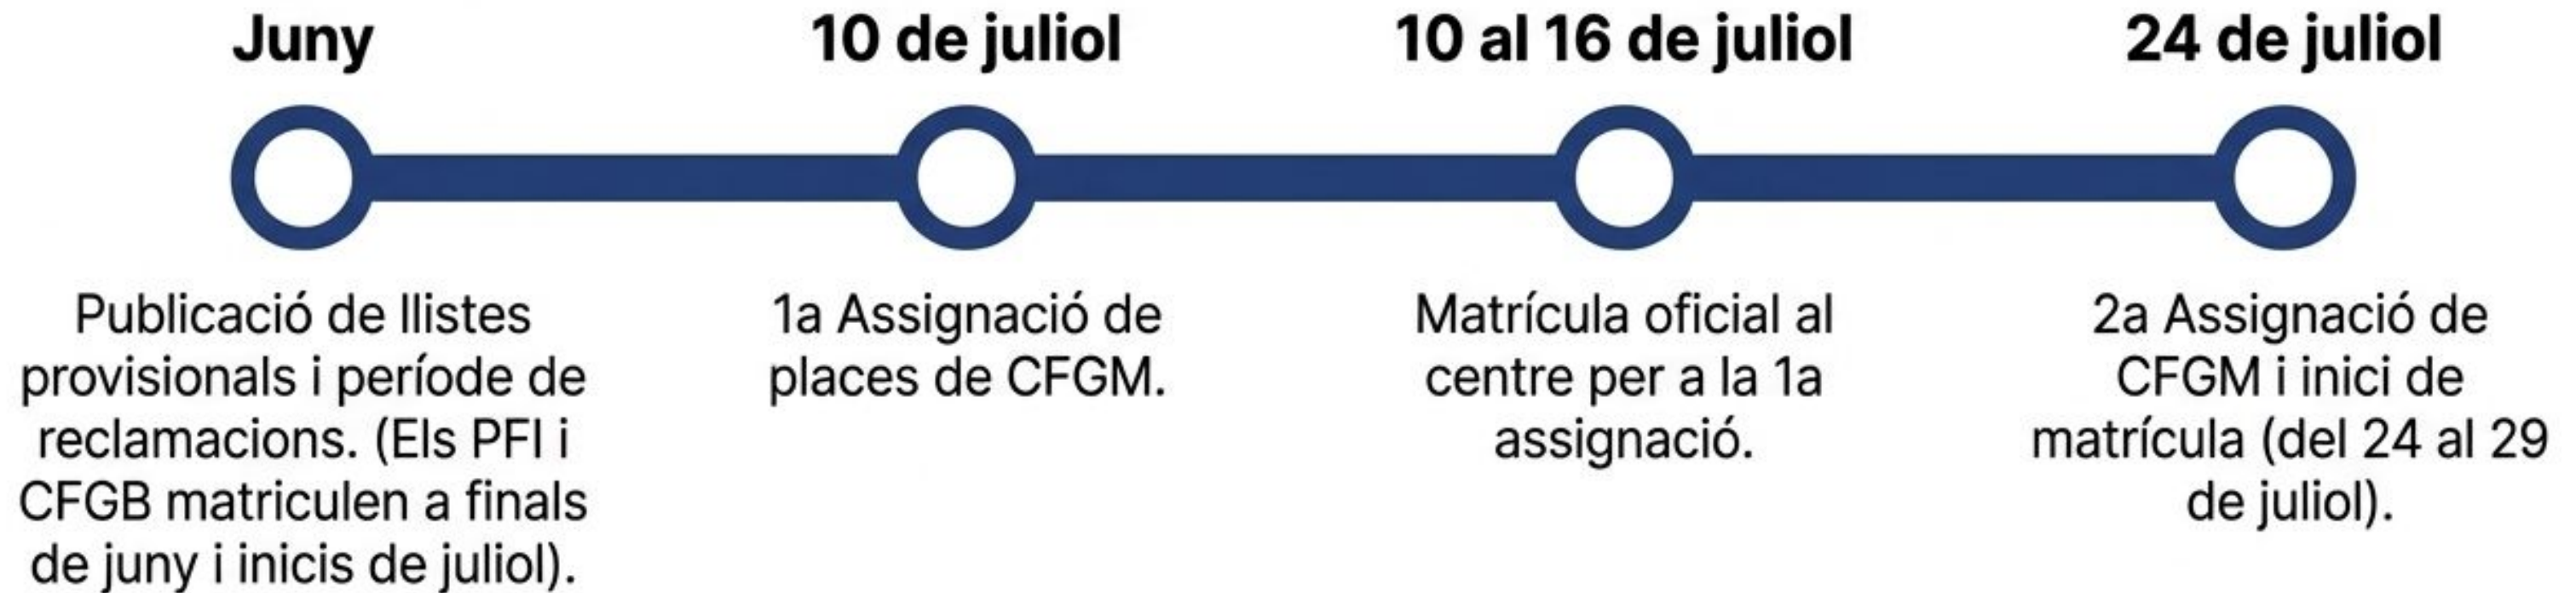 Juny
Publicació de llistes
provisionals i període de
reclamacions. (Els PFI i
CFGB matriculen a finals
de juny i inicis de juliol).
10 de juliol
1a Assignació de
places de CFGM.
10 al 16 de juliol
Matrícula oficial al
centre per a la 1a
assignació.
24 de juliol
2a Assignació de
CFGM i inici de
matrícula (del 24 al 29
de juliol).